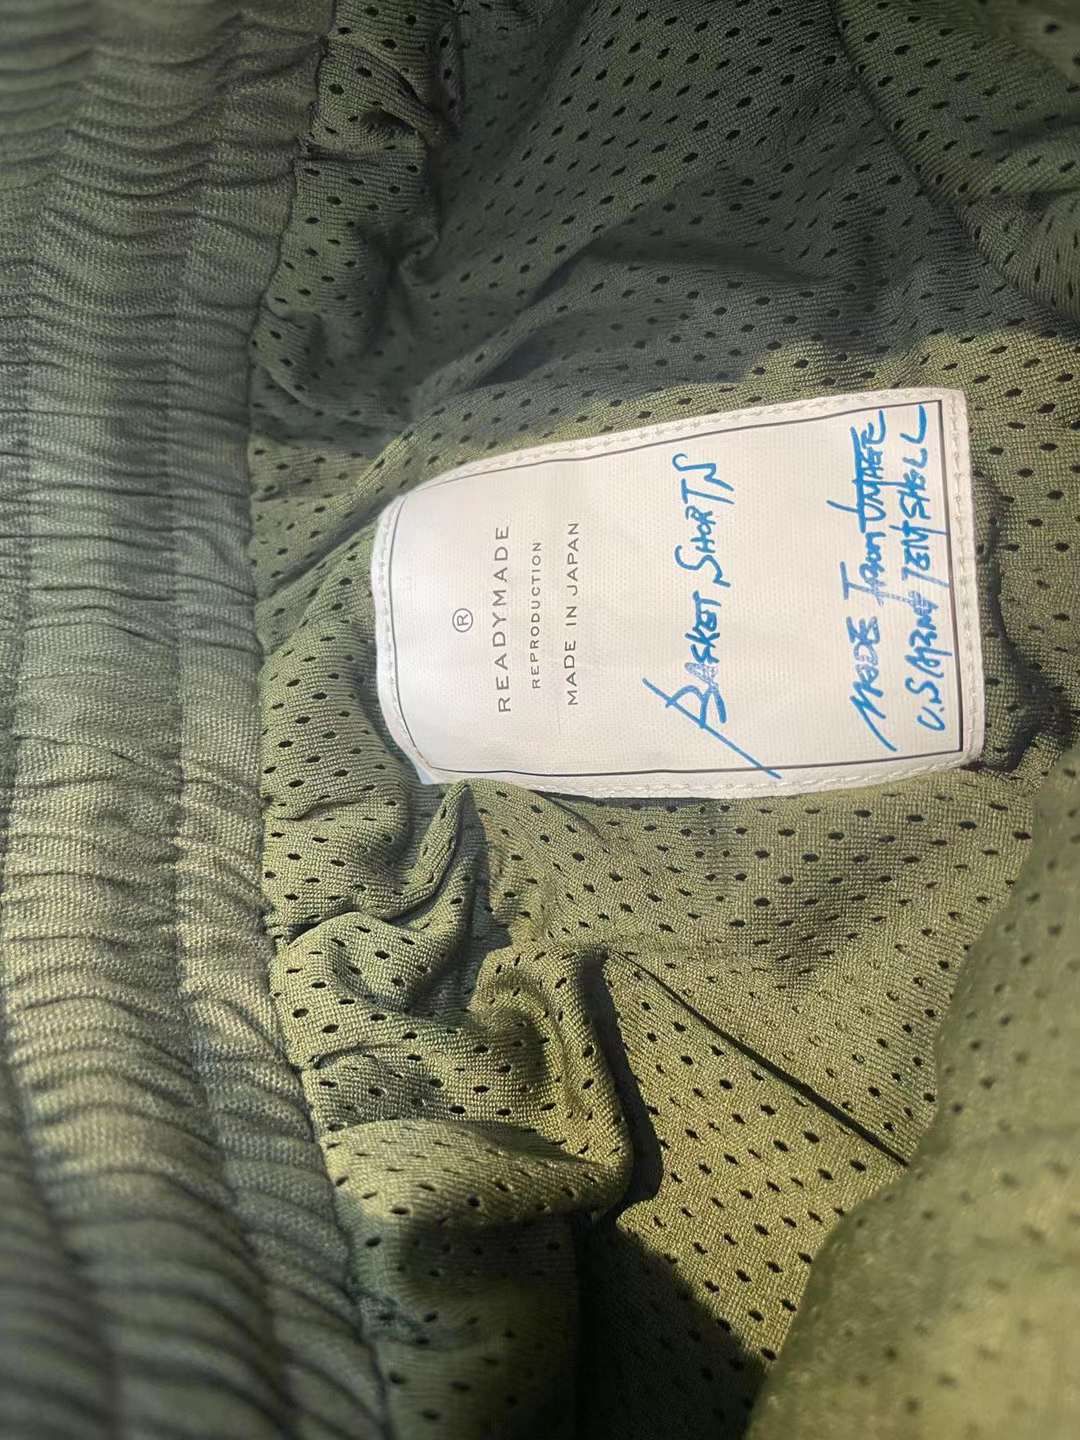 ®
READYMADE
REPRODUCTION
MADE IN JAPAN
BASKET SHORTS
MADE FROM VINTAGE
U.S ARMY TENT SHELL